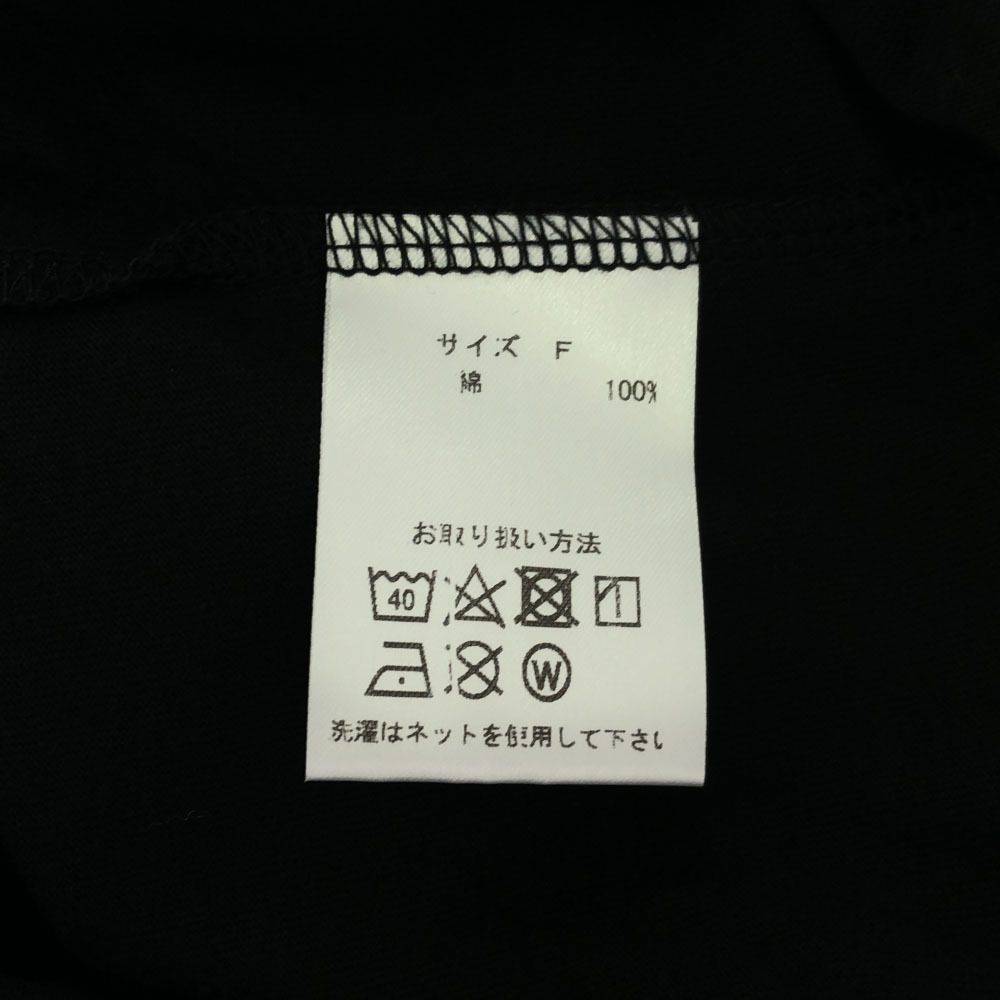 サイズ F
綿 100%
お取り扱い方法
40
W
洗濯はネットを使用して下さい